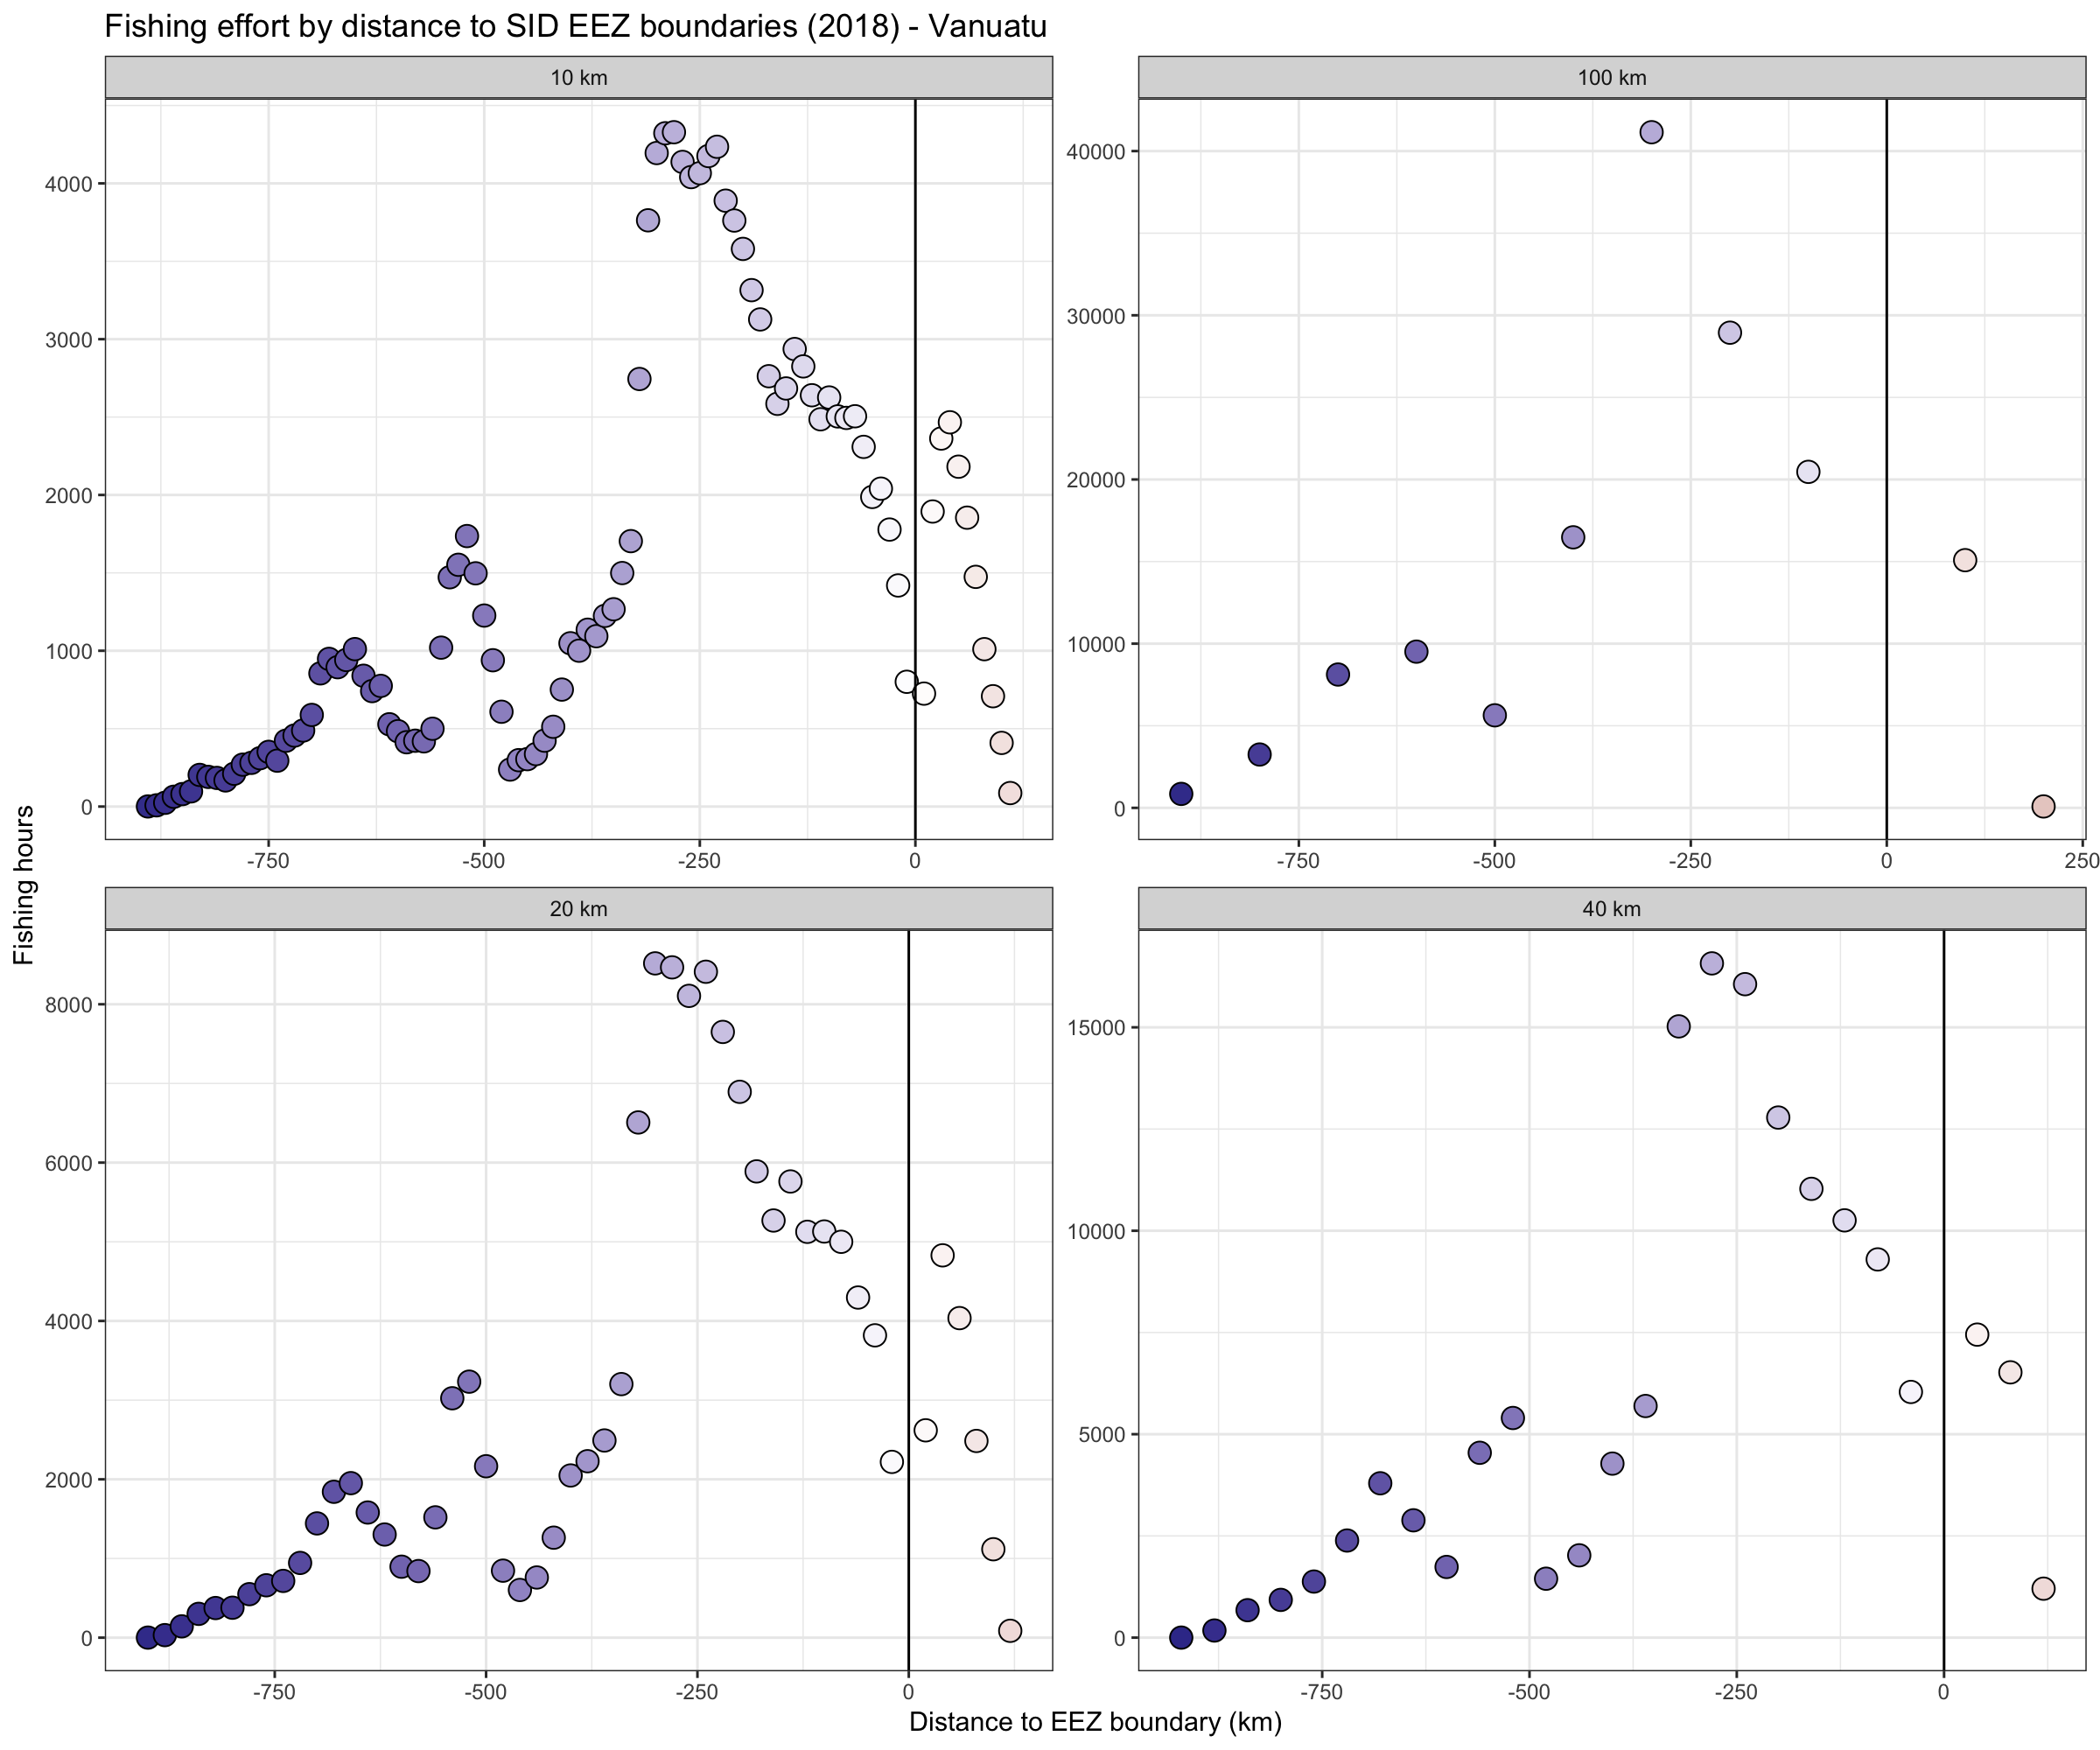 Fishing effort by distance to SID EEZ boundaries (2018) - Vanuatu
10 km
4000
3000
2000
1000
0
-750 -500 -250 0
100 km
40000
30000
20000
10000
0
-750 -500 -250 0 250
Fishing hours
20 km
8000
6000
4000
2000
0
-750 -500 -250 0
40 km
15000
10000
5000
0
-750 -500 -250 0
Distance to EEZ boundary (km)